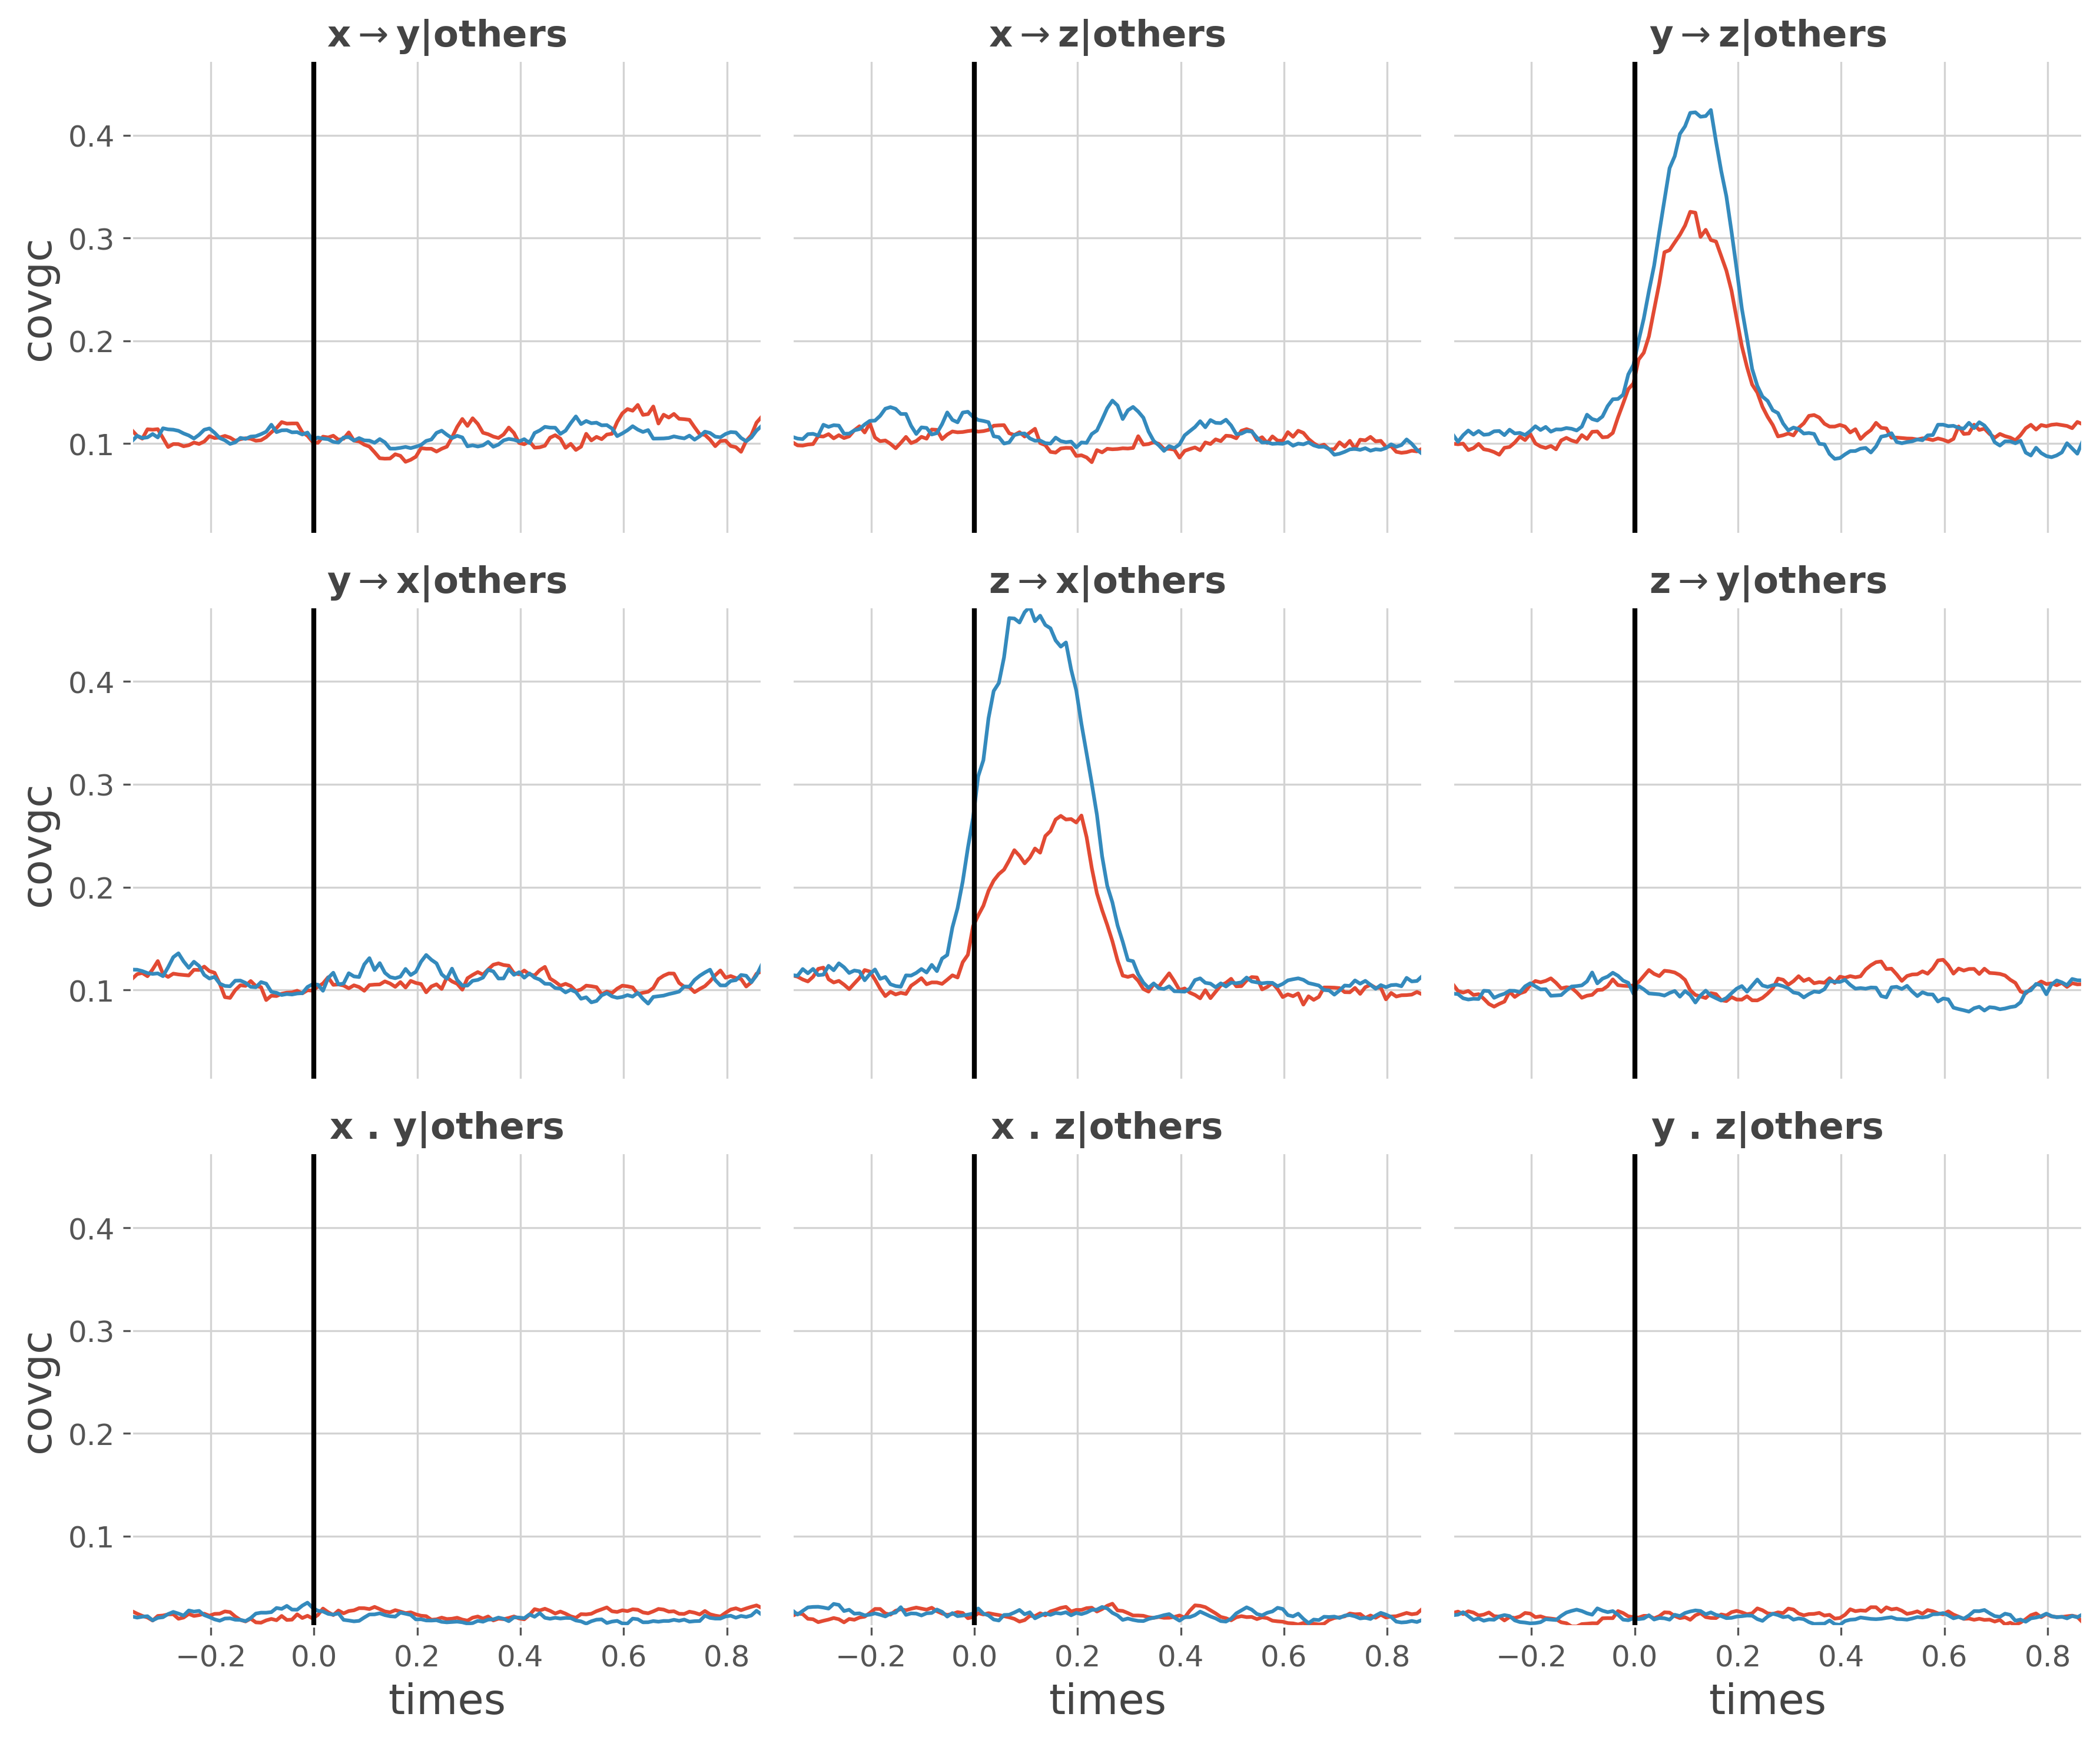 x→y|others
x→z|others
y→z|others
covgc
0.4
0.3
0.2
0.1
y→x|others
z→x|others
z→y|others
covgc
0.4
0.3
0.2
0.1
x . y|others
x . z|others
y . z|others
covgc
0.4
0.3
0.2
0.1
−0.2 0.0 0.2 0.4 0.6 0.8
−0.2 0.0 0.2 0.4 0.6 0.8
−0.2 0.0 0.2 0.4 0.6 0.8
times
times
times